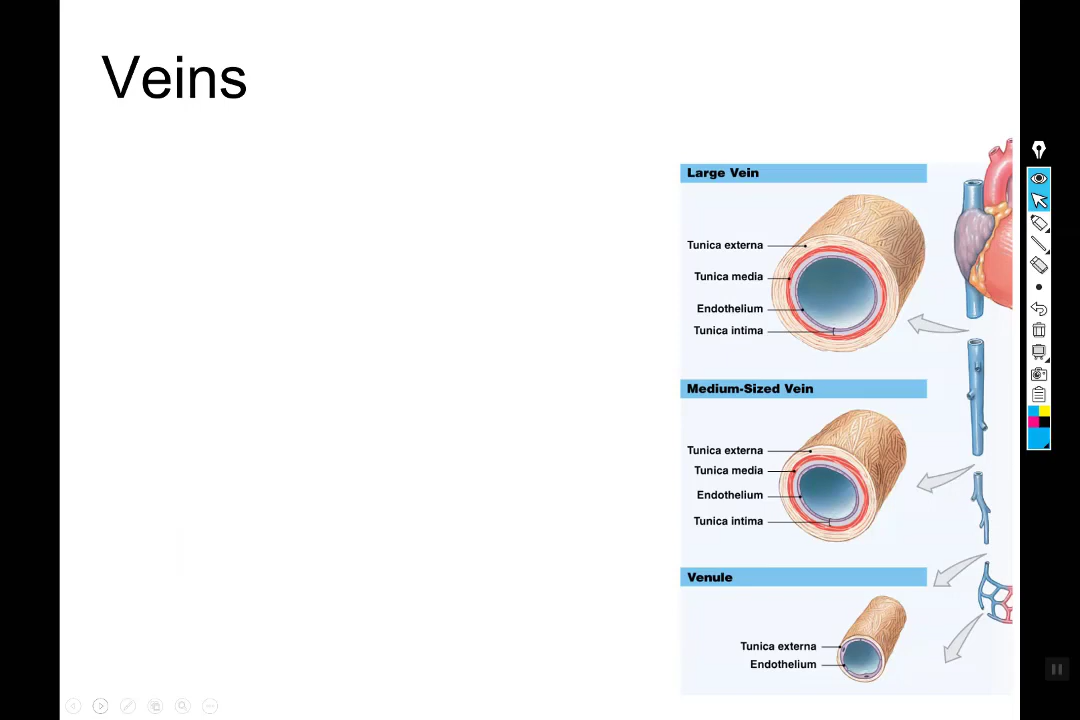 Veins
Large Vein
Tunica externa
Tunica media
Endothelium
Tunica intima
Medium-Sized Vein
Tunica externa
Tunica media
Endothelium
Tunica intima
Venule
Tunica externa
Endothelium